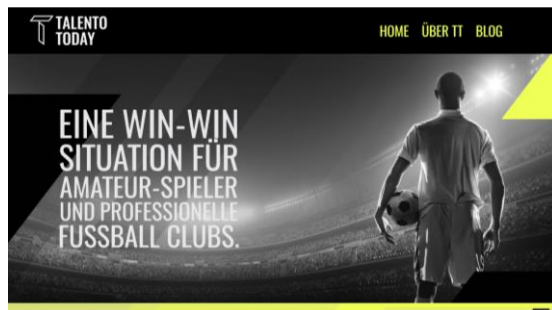 TALENTO
TODAY
HOME ÜBER TT BLOG
EINE WIN-WIN
SITUATION FÜR
AMATEUR-SPIELER
UND PROFESSIONELLE
FUSSBALL CLUBS.